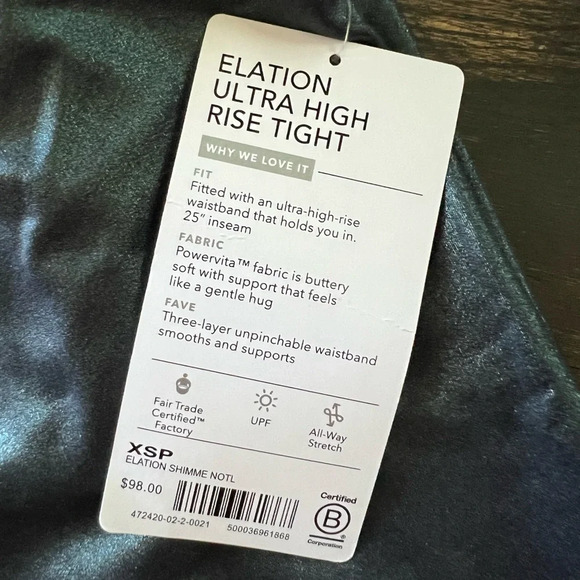 ELATION
ULTRA HIGH
RISE TIGHT
WHY WE LOVE IT
FIT
Fitted with an ultra-high-rise
waistband that holds you in.
25" inseam
FABRIC
Powervita™ fabric is buttery
soft with support that feels
like a gentle hug
FAVE
Three-layer unpinchable waistband
smooths and supports
Fair Trade
Certified™
Factory
UPF
All-Way
Stretch
XSP
ELATION SHIMME NOTL
$98.00
472420-02-2-0021 500036961868
Certified
B®
Corporation